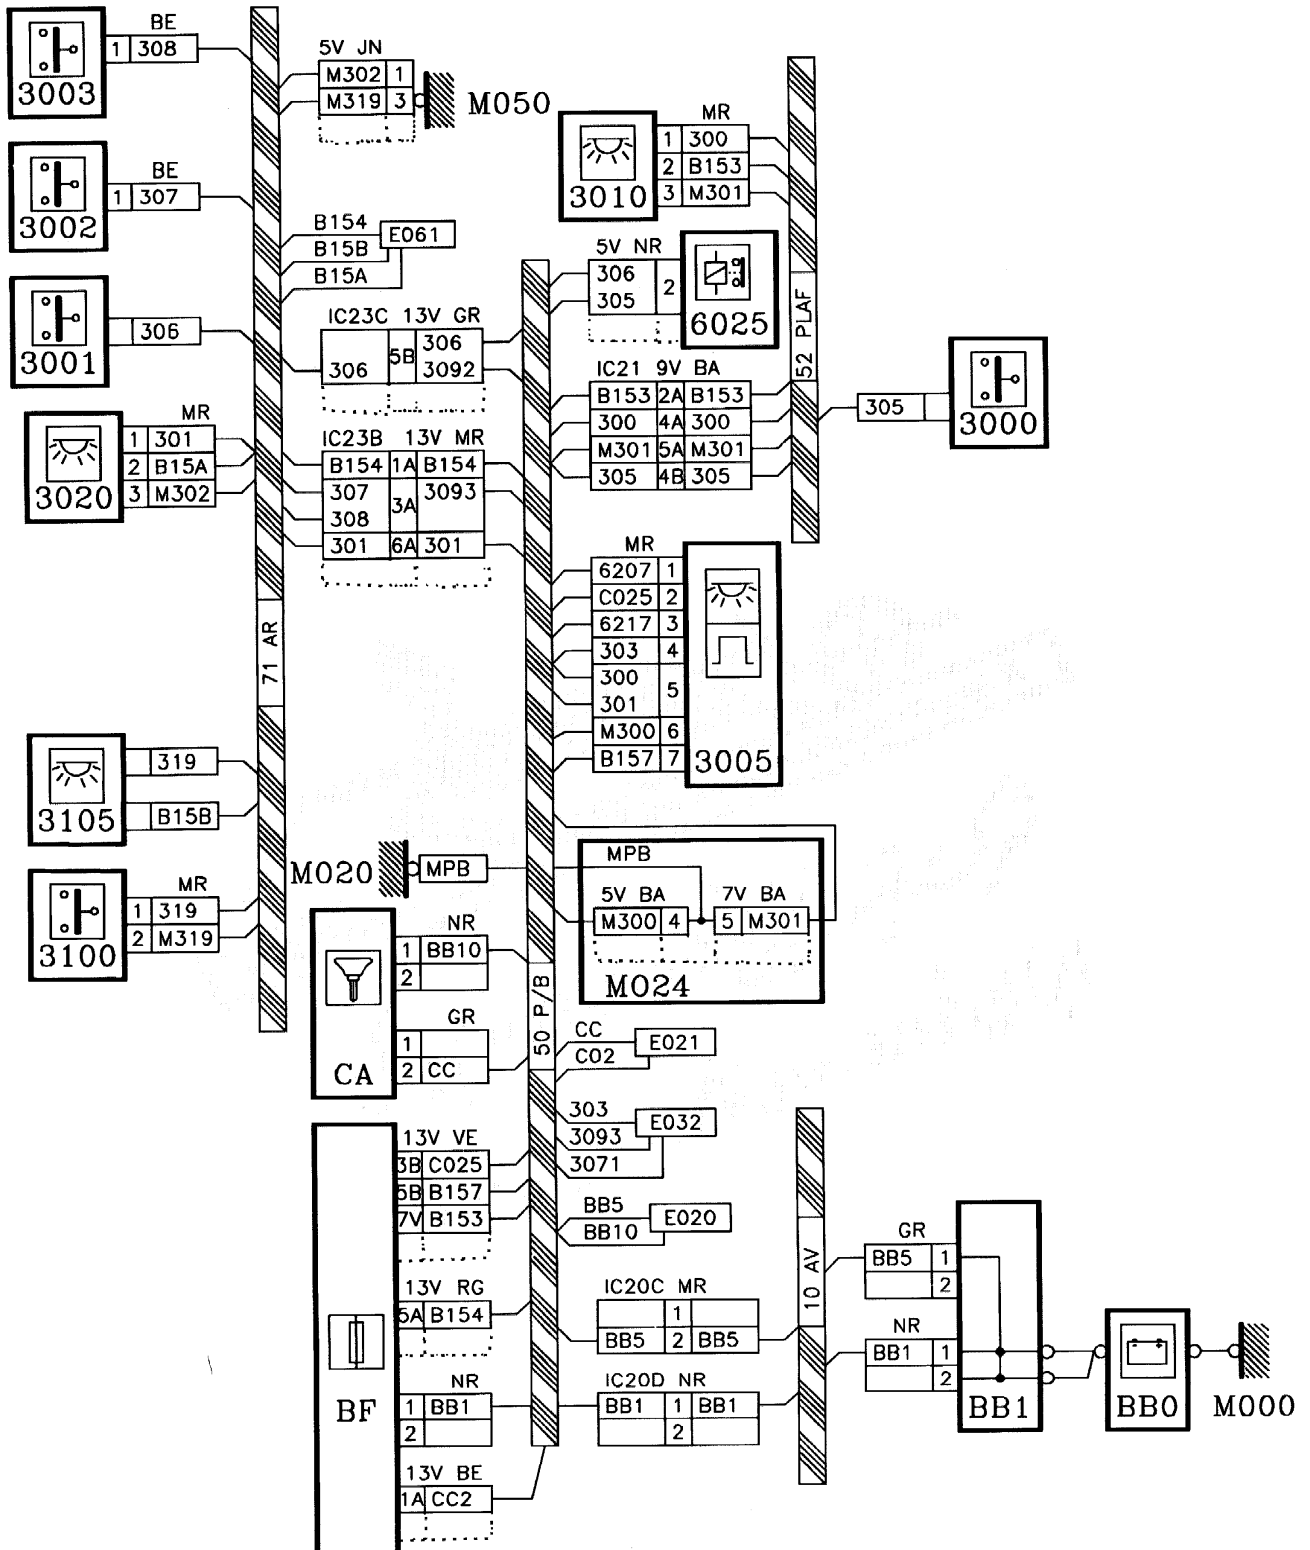 BE
1 308
3003
5V JN
M302 1
M319 3
M050
BE
1 307
3002
MR
1 300
2 B153
3 M301
3010
B154
E061
B15B
B15A
5V NR
306
305
2
6025
306
3001
IC23C 13V GR
306 5B 306
3092
IC21 9V BA
B153 2A B153
300 4A 300
M301 5A M301
305 4B 305
52 PLAF
305
3000
MR
1 301
2 B15A
3 M302
3020
IC23B 13V MR
B154 1A B154
307 3A 3093
308
301 6A 301
MR
6207 1
C025 2
6217 3
303 4
300
301
5
M300 6
B157 7
3005
71 AR
319
B15B
3105
MR
1 319
2 M319
3100
M020
MPB
MPB
5V BA
M300 4
7V BA
5 M301
M024
NR
1 BB10
2
GR
1
2 CC
CA
50 P/B
CC
C02
E021
303
3093
3071
E032
13V VE
3B C025
5B B157
7V B153
BB5
BB10
E020
13V RG
5A B154
IC20C MR
1
BB5 2 BB5
10 AV
GR
BB5 1
2
NR
BB1 1
2
BB1
BB0
M000
BF
NR
1 BB1
2
IC20D NR
BB1 1 BB1
2
13V BE
1A CC2